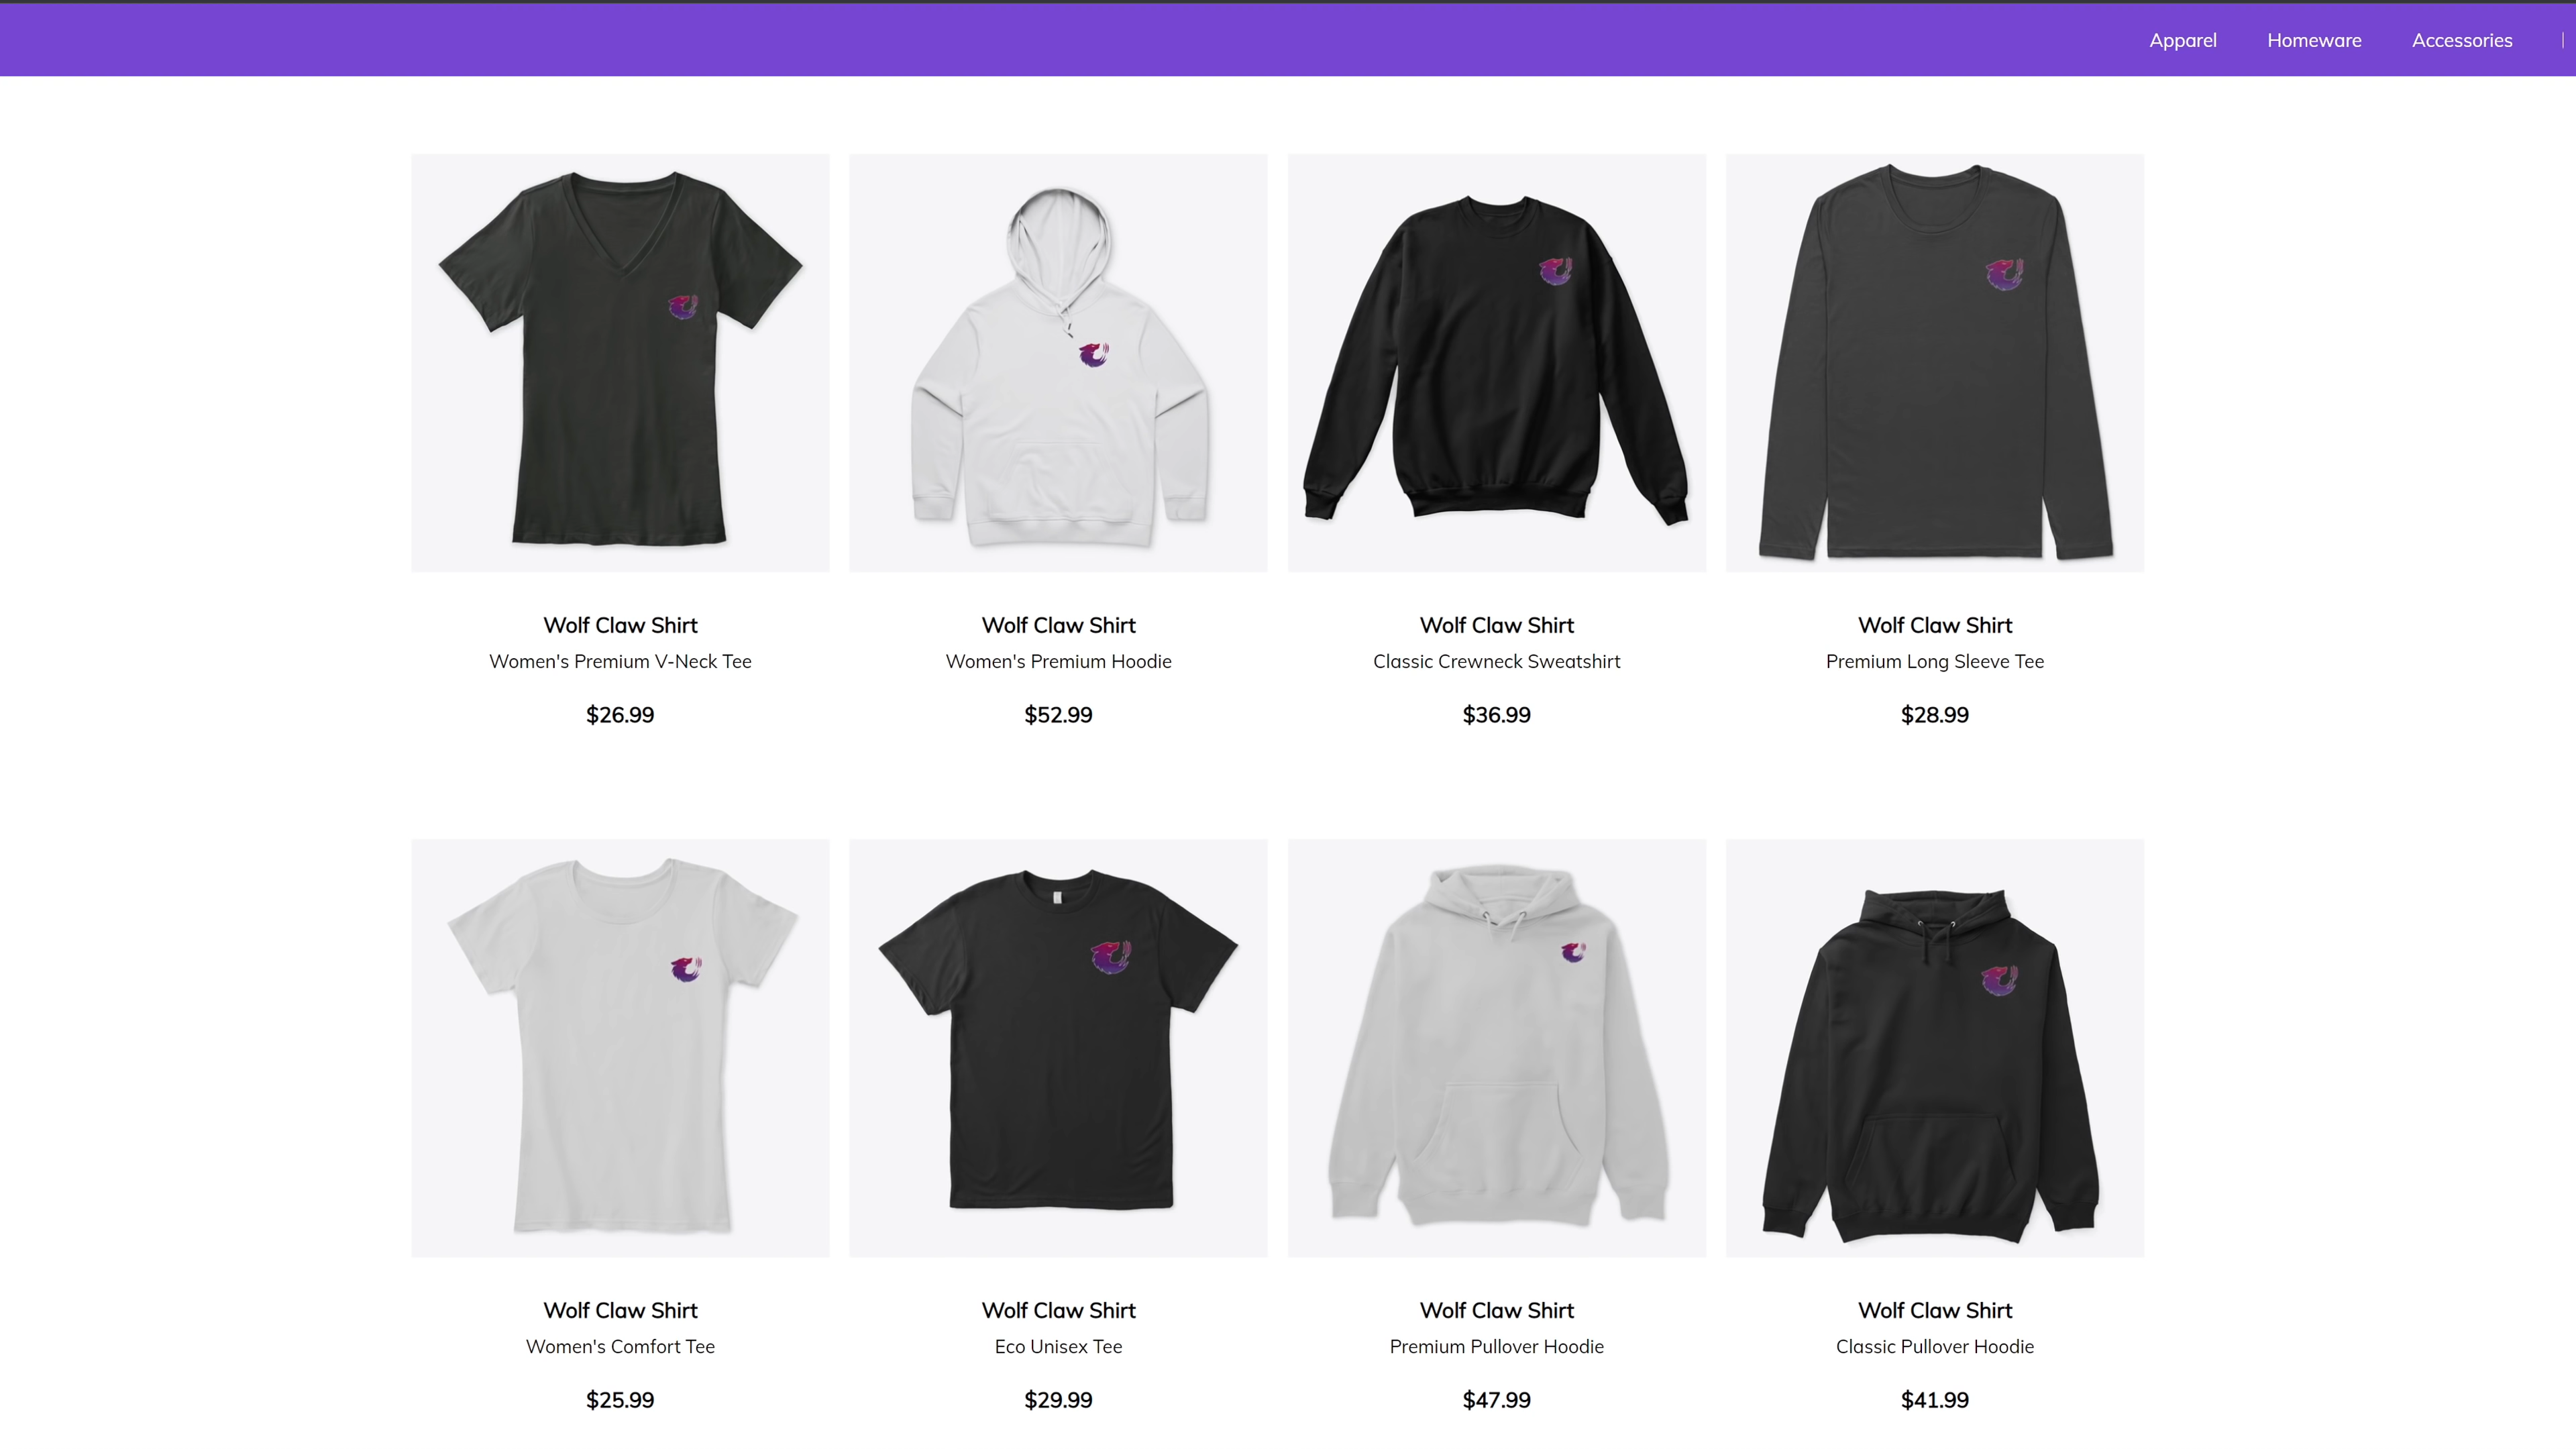 Apparel Homeware Accessories
Wolf Claw Shirt
Women's Premium V-Neck Tee
$26.99
Wolf Claw Shirt
Women's Premium Hoodie
$52.99
Wolf Claw Shirt
Classic Crewneck Sweatshirt
$36.99
Wolf Claw Shirt
Premium Long Sleeve Tee
$28.99
Wolf Claw Shirt
Women's Comfort Tee
$25.99
Wolf Claw Shirt
Eco Unisex Tee
$29.99
Wolf Claw Shirt
Premium Pullover Hoodie
$47.99
Wolf Claw Shirt
Classic Pullover Hoodie
$41.99